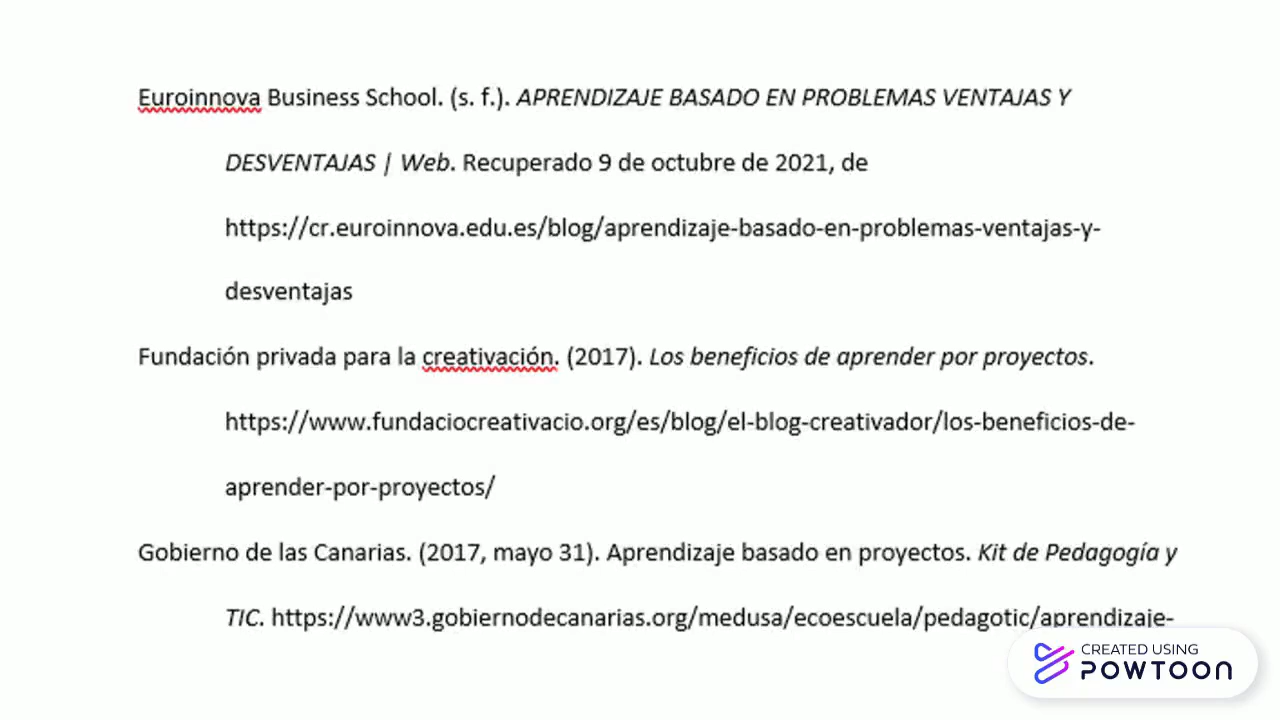 Euroinnova Business School. (s. f.). APRENDIZAJE BASADO EN PROBLEMAS VENTAJAS Y
DESVENTAJAS | Web. Recuperado 9 de octubre de 2021, de
https://cr.euroinnova.edu.es/blog/aprendizaje-basado-en-problemas-ventajas-y-
desventajas
Fundación privada para la creativación. (2017). Los beneficios de aprender por proyectos.
https://www.fundaciocreativacio.org/es/blog/el-blog-creativador/los-beneficios-de-
aprender-por-proyectos/
Gobierno de las Canarias. (2017, mayo 31). Aprendizaje basado en proyectos. Kit de Pedagogía y
TIC. https://www3.gobiernodecanarias.org/medusa/ecoescuela/pedagotic/aprendizaje-
CREATED USING
POWTOON